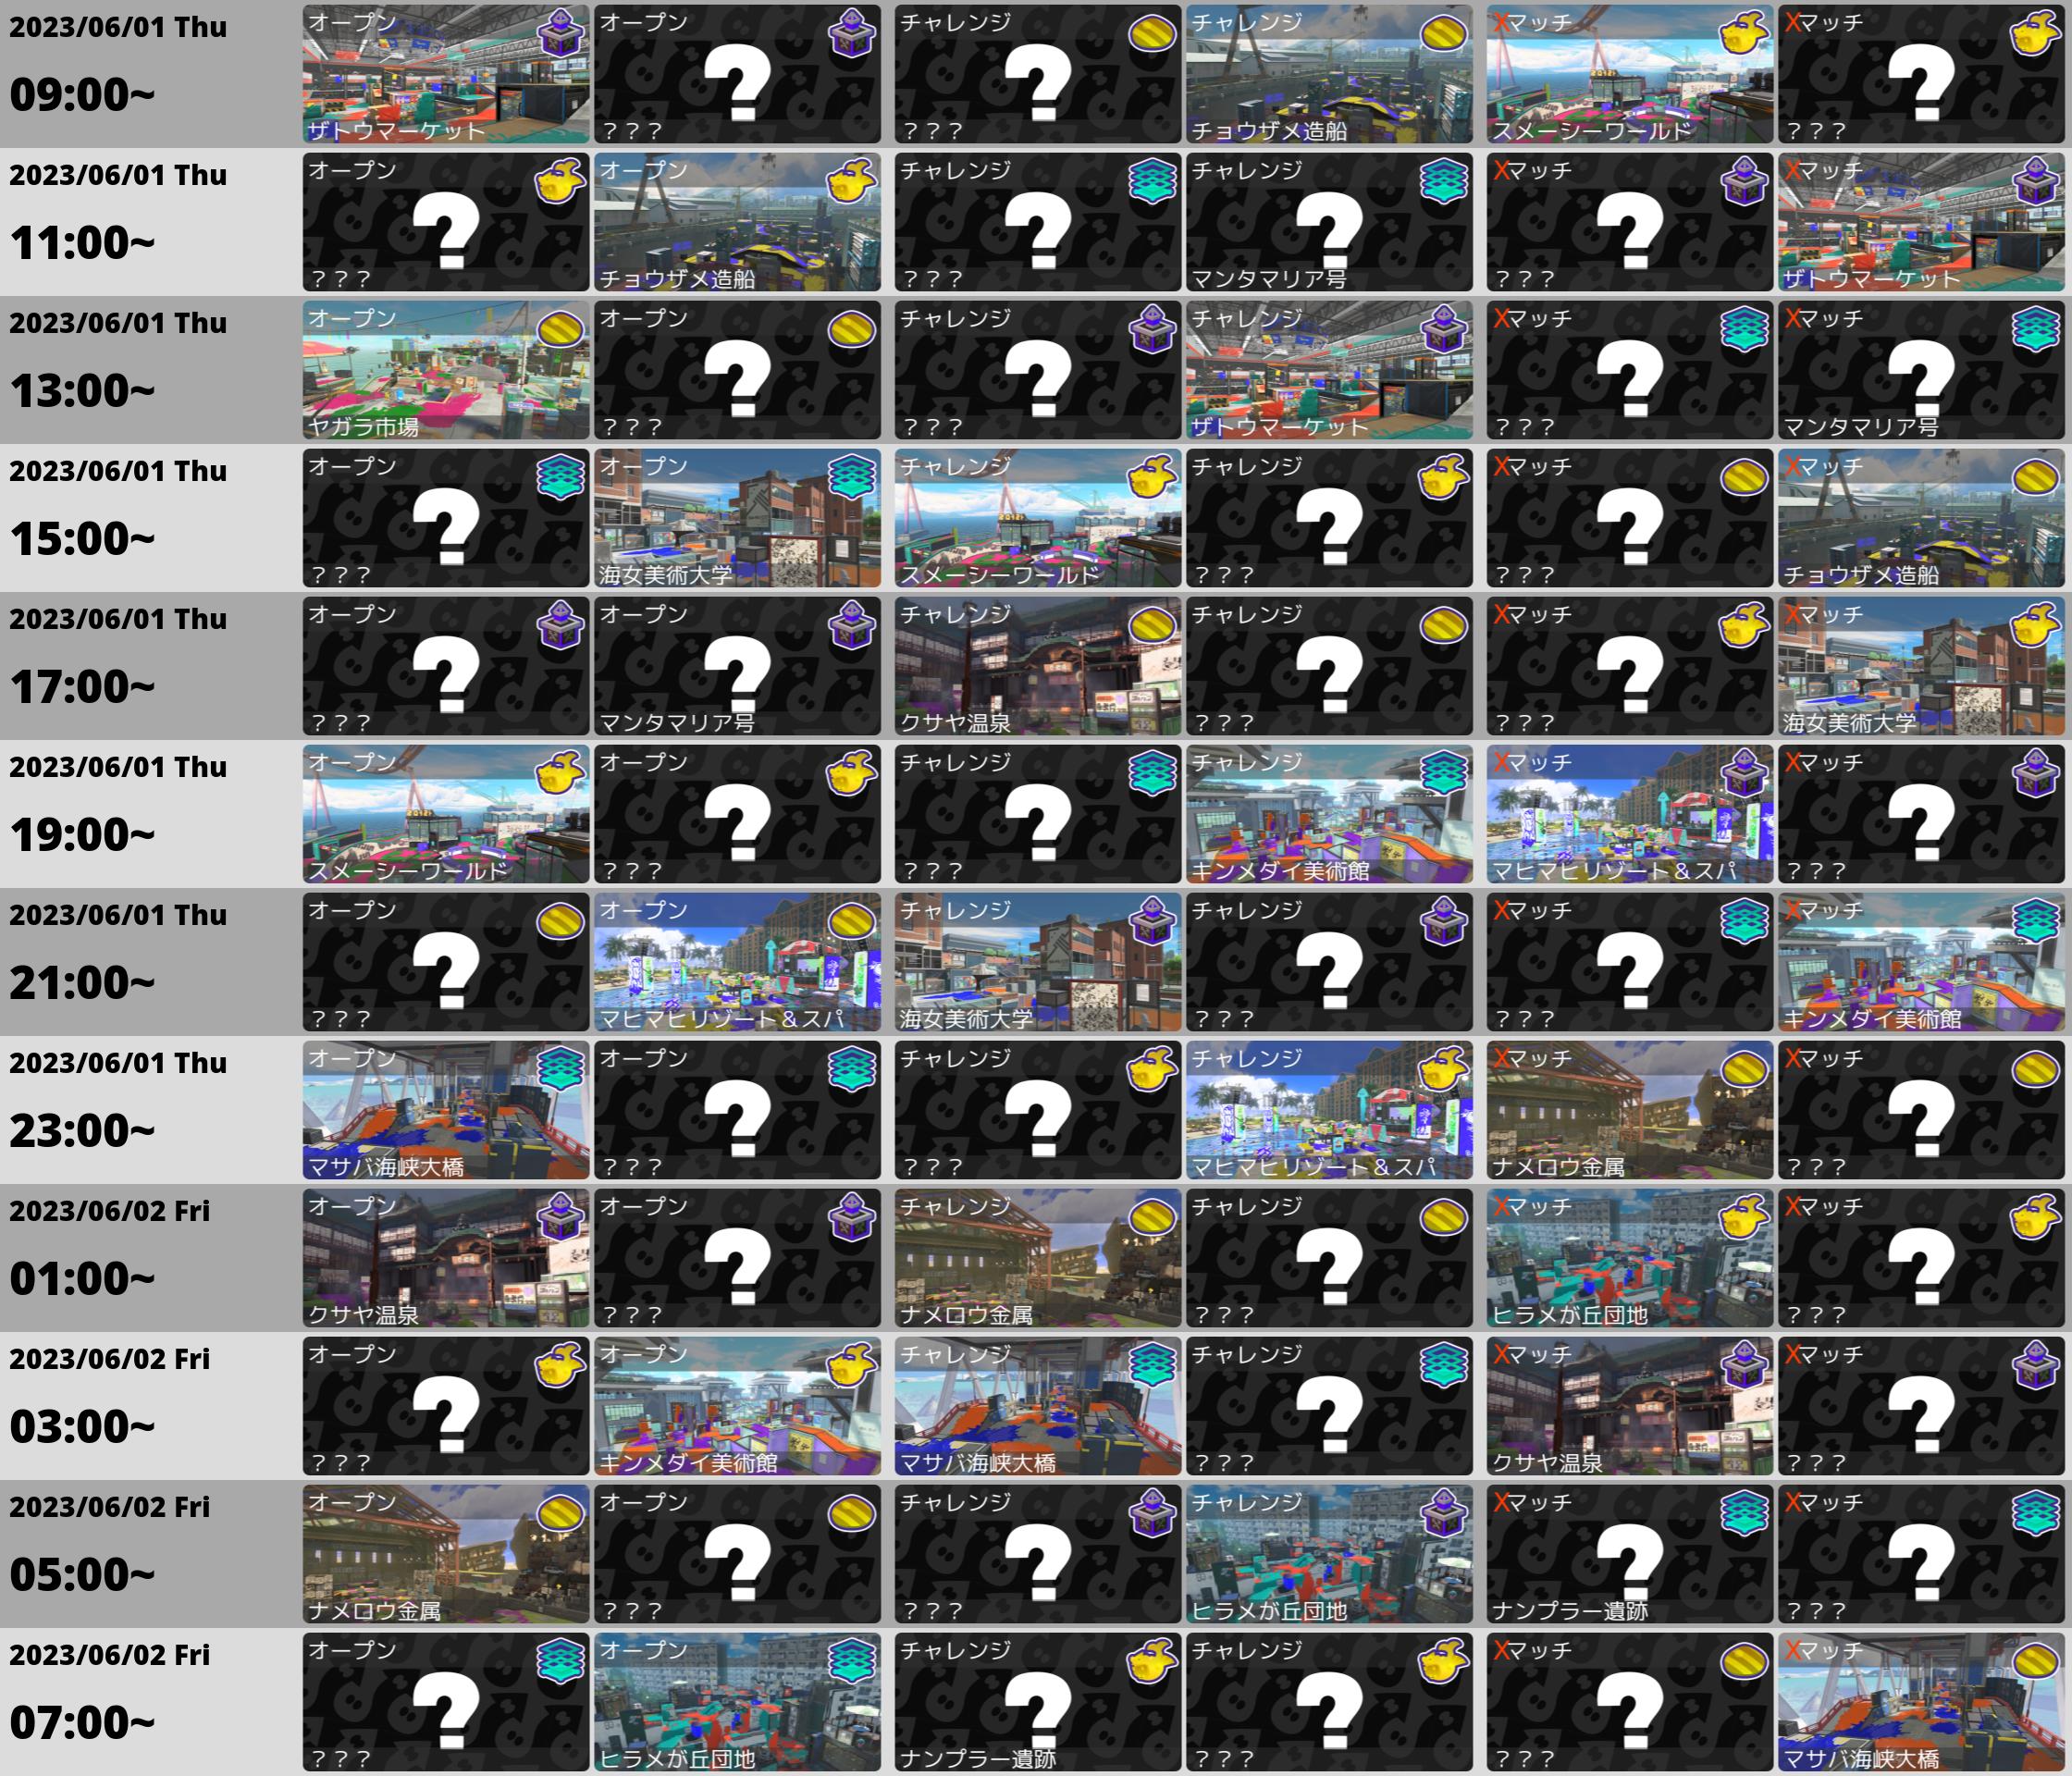 2023/06/01 Thu
09:00~
オープン
ザトウマーケット
オープン
？？？
チャレンジ
？？？
チャレンジ
チョウザメ造船
Xマッチ
スメーシーワールド
Xマッチ
？？？
2023/06/01 Thu
11:00~
オープン
？？？
オープン
チョウザメ造船
チャレンジ
？？？
チャレンジ
マンタマリア号
Xマッチ
？？？
Xマッチ
ザトウマーケット
2023/06/01 Thu
13:00~
オープン
ヤガラ市場
オープン
？？？
チャレンジ
？？？
チャレンジ
ザトウマーケット
Xマッチ
？？？
Xマッチ
マンタマリア号
2023/06/01 Thu
15:00~
オープン
？？？
オープン
海女美術大学
チャレンジ
スメーシーワールド
チャレンジ
？？？
Xマッチ
？？？
Xマッチ
チョウザメ造船
2023/06/01 Thu
17:00~
オープン
？？？
オープン
マンタマリア号
チャレンジ
クサヤ温泉
チャレンジ
？？？
Xマッチ
？？？
Xマッチ
海女美術大学
2023/06/01 Thu
19:00~
オープン
スメーシーワールド
オープン
？？？
チャレンジ
？？？
チャレンジ
キンメダイ美術館
Xマッチ
マヒマヒリゾート＆スパ
Xマッチ
？？？
2023/06/01 Thu
21:00~
オープン
？？？
オープン
マヒマヒリゾート＆スパ
チャレンジ
海女美術大学
チャレンジ
？？？
Xマッチ
？？？
Xマッチ
キンメダイ美術館
2023/06/01 Thu
23:00~
オープン
マサバ海峡大橋
オープン
？？？
チャレンジ
？？？
チャレンジ
マヒマヒリゾート＆スパ
Xマッチ
ナメロウ金属
Xマッチ
？？？
2023/06/02 Fri
01:00~
オープン
クサヤ温泉
オープン
？？？
チャレンジ
ナメロウ金属
チャレンジ
？？？
Xマッチ
ヒラメが丘団地
Xマッチ
？？？
2023/06/02 Fri
03:00~
オープン
？？？
オープン
キンメダイ美術館
チャレンジ
マサバ海峡大橋
チャレンジ
？？？
Xマッチ
クサヤ温泉
Xマッチ
？？？
2023/06/02 Fri
05:00~
オープン
ナメロウ金属
オープン
？？？
チャレンジ
？？？
チャレンジ
ヒラメが丘団地
Xマッチ
ナンプラー遺跡
Xマッチ
？？？
2023/06/02 Fri
07:00~
オープン
？？？
オープン
ヒラメが丘団地
チャレンジ
ナンプラー遺跡
チャレンジ
？？？
Xマッチ
？？？
Xマッチ
マサバ海峡大橋